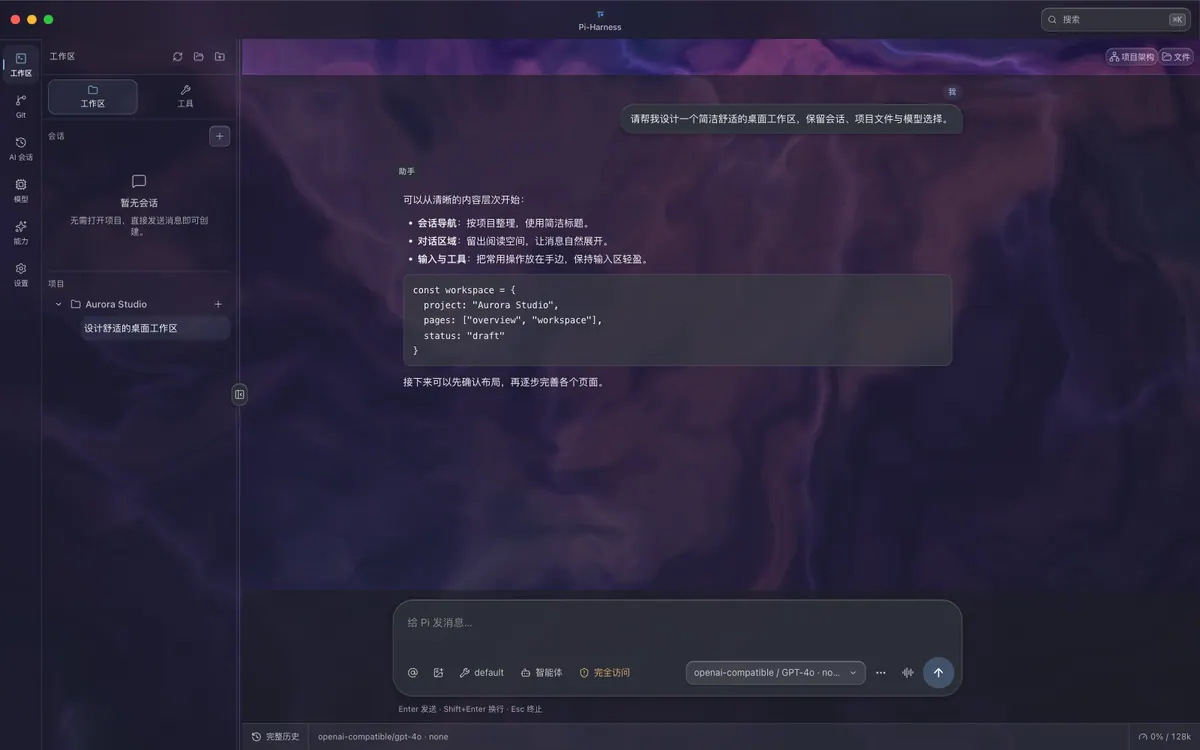 Pi-Harness
搜索
⌘K
工作区
Git
AI 会话
模型
能力
设置
工作区
工作区
工具
会话
暂无会话
无需打开项目，直接发送消息即可创
建。
项目
Aurora Studio
设计舒适的桌面工作区
项目架构
文件
我
请帮我设计一个简洁舒适的桌面工作区，保留会话、项目文件与模型选择。
助手
可以从清晰的内容层次开始：
• 会话导航：按项目整理，使用简洁标题。
• 对话区域：留出阅读空间，让消息自然展开。
• 输入与工具：把常用操作放在手边，保持输入区轻盈。
const workspace = {
project: "Aurora Studio",
pages: ["overview", "workspace"],
status: "draft"
}
接下来可以先确认布局，再逐步完善各个页面。
给 Pi 发消息...
default
智能体
完全访问
openai-compatible / GPT-4o · no...
Enter 发送 · Shift+Enter 换行 · Esc 终止
完整历史
openai-compatible/gpt-4o · none
0% / 128k